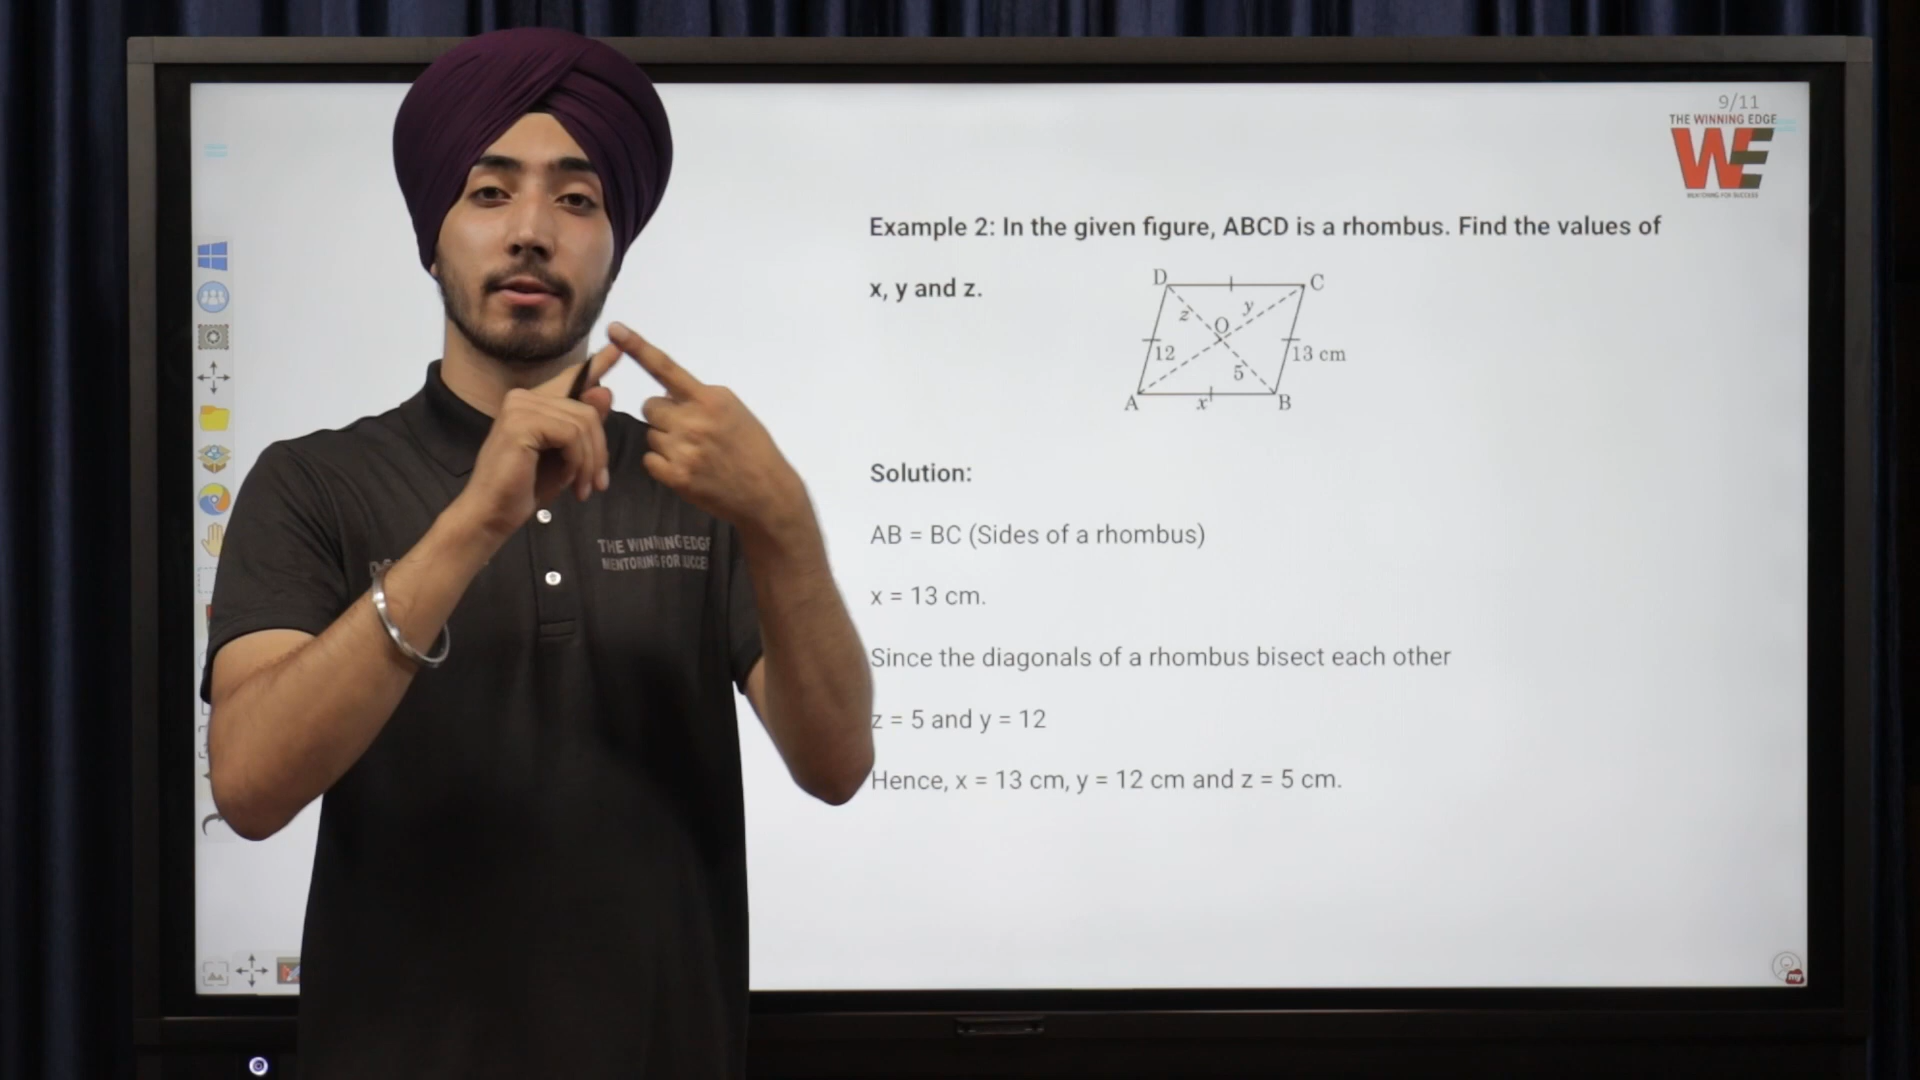 9/11
THE WINNING EDGE
WE
MENTORING FOR SUCCESS
Example 2: In the given figure, ABCD is a rhombus. Find the values of
x, y and z.
D
C
z
y
O
12
13 cm
5
A
x
B
Solution:
AB = BC (Sides of a rhombus)
x = 13 cm.
Since the diagonals of a rhombus bisect each other
z = 5 and y = 12
Hence, x = 13 cm, y = 12 cm and z = 5 cm.
THE WINNING EDGE
MENTORING FOR SUCCE